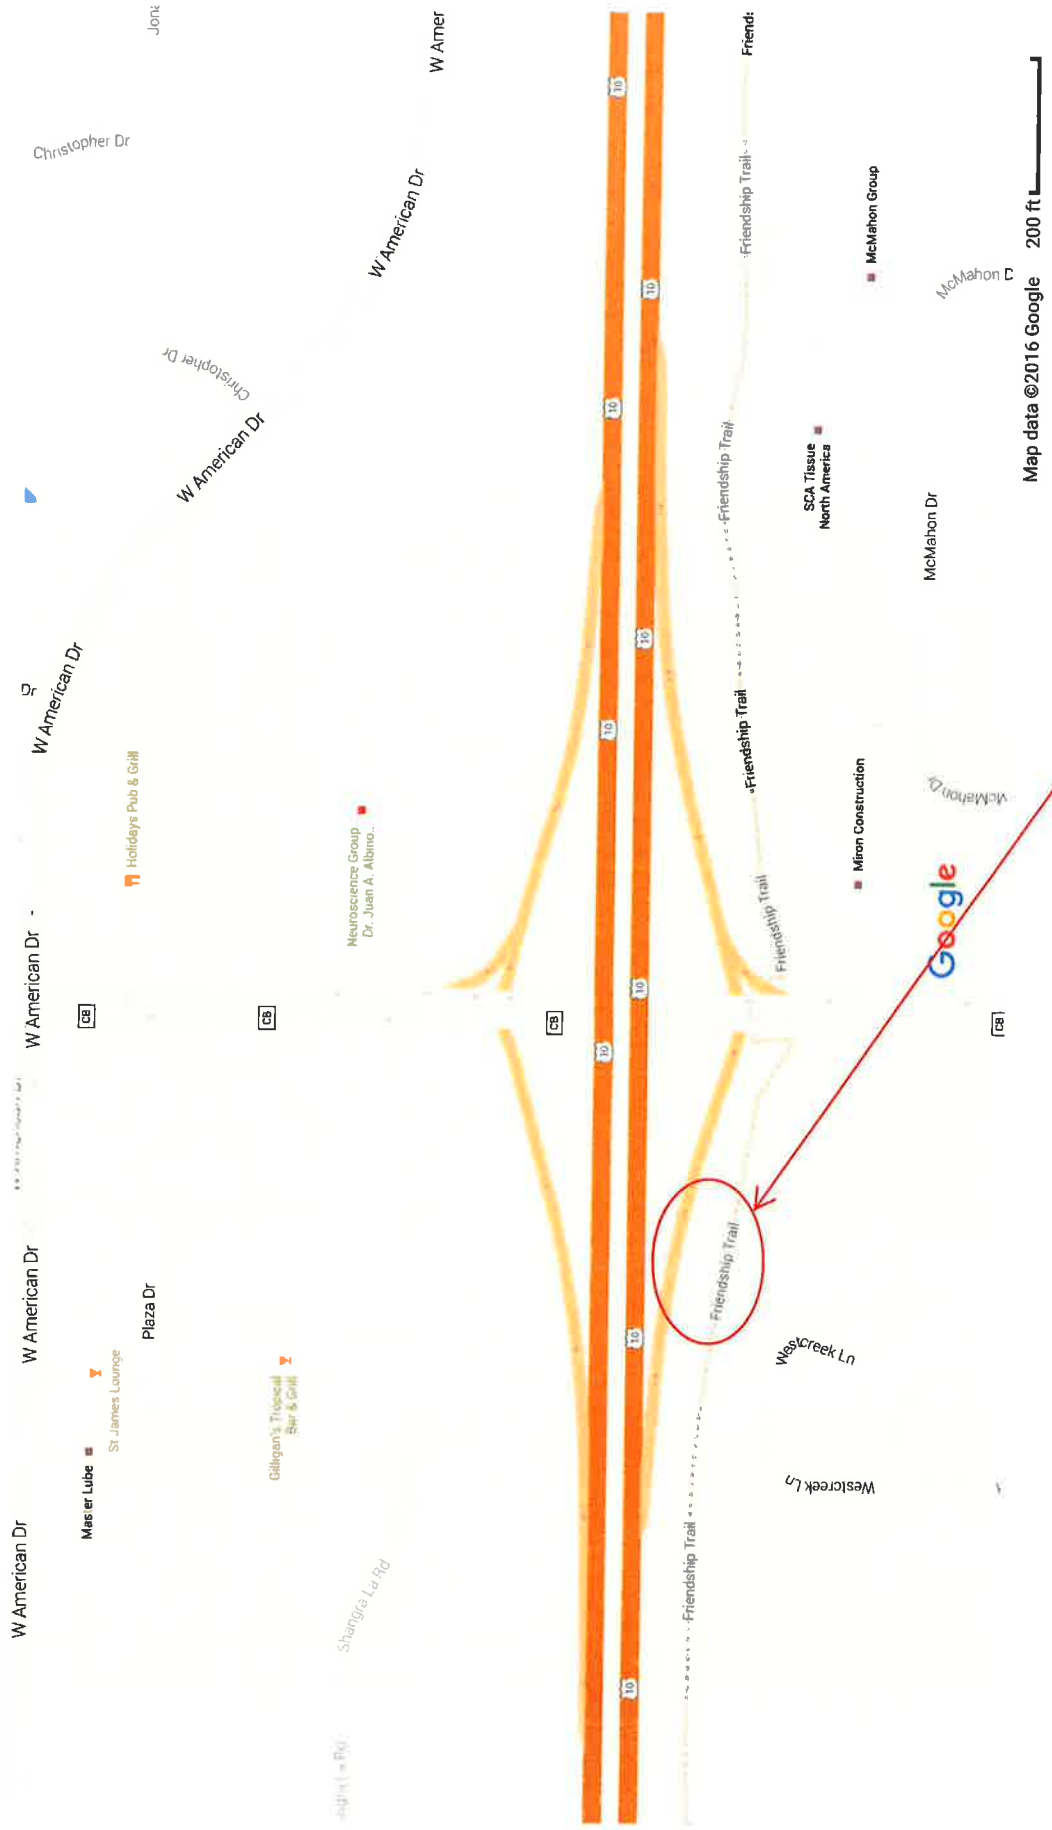 W American Dr
W American Dr
W American Dr -
Dr
W American Dr
Master Lube
St James Lounge
Plaza Dr
CB
Holidays Pub & Grill
W American Dr
Christopher Dr
Christopher Dr
Gilligan's Tropical
Bar & Grill
CB
W American Dr
W Amer
Shangra La Rd
Neuroscience Group
Dr. Juan A. Albino..
CB
10
10
10
10
10
10
10
10
10
10
Friendship Trail
Friendship Trail
Friendship Trail
Friendship Trail
Friendship Trail
Friendship Trail
Friend
Westcreek Ln
Westcreek Ln
Miron Construction
SCA Tissue
North America
McMahon Group
Google
McMahon Dr
McMahon Dr
McMahon D
CB
Map data ©2016 Google 200 ft